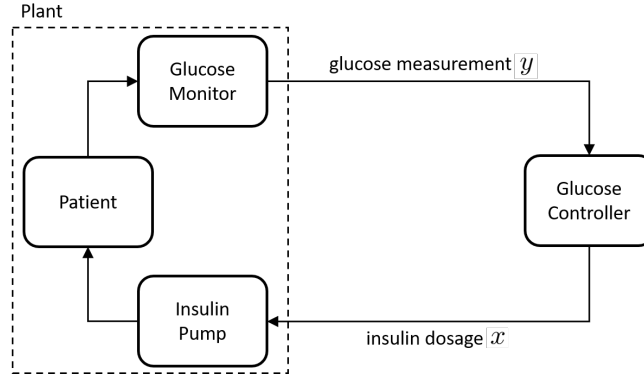 Plant
Glucose
Monitor
glucose measurement y
Patient
Glucose
Controller
Insulin
Pump
insulin dosage x